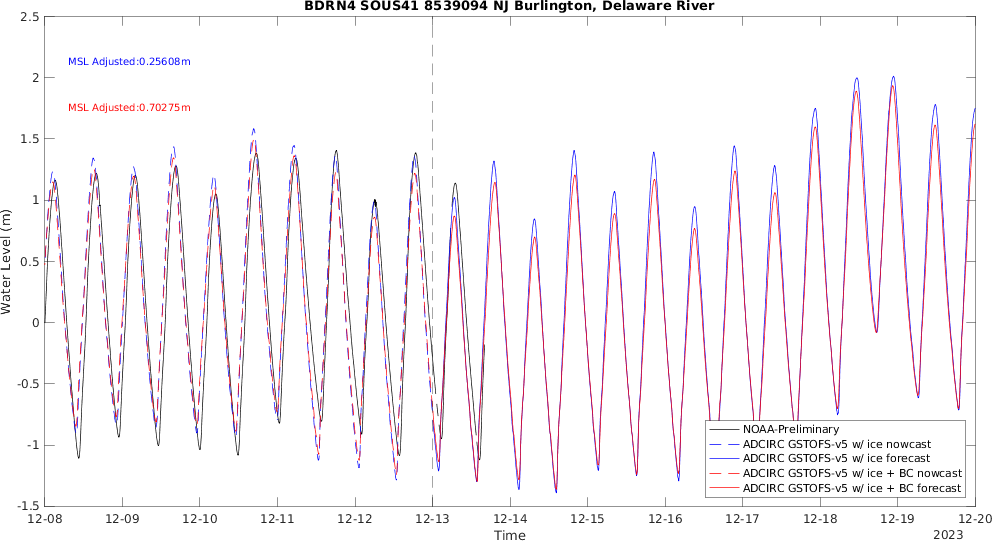 BDRN4 SOUS41 8539094 NJ Burlington, Delaware River
MSL Adjusted:0.25608m
MSL Adjusted:0.70275m
Water Level (m)
2.5
2
1.5
1
0.5
0
-0.5
-1
-1.5
12-08 12-09 12-10 12-11 12-12 12-13 12-14 12-15 12-16 12-17 12-18 12-19 12-20
Time
2023
NOAA-Preliminary
ADCIRC GSTOFS-v5 w/ ice nowcast
ADCIRC GSTOFS-v5 w/ ice forecast
ADCIRC GSTOFS-v5 w/ ice + BC nowcast
ADCIRC GSTOFS-v5 w/ ice + BC forecast